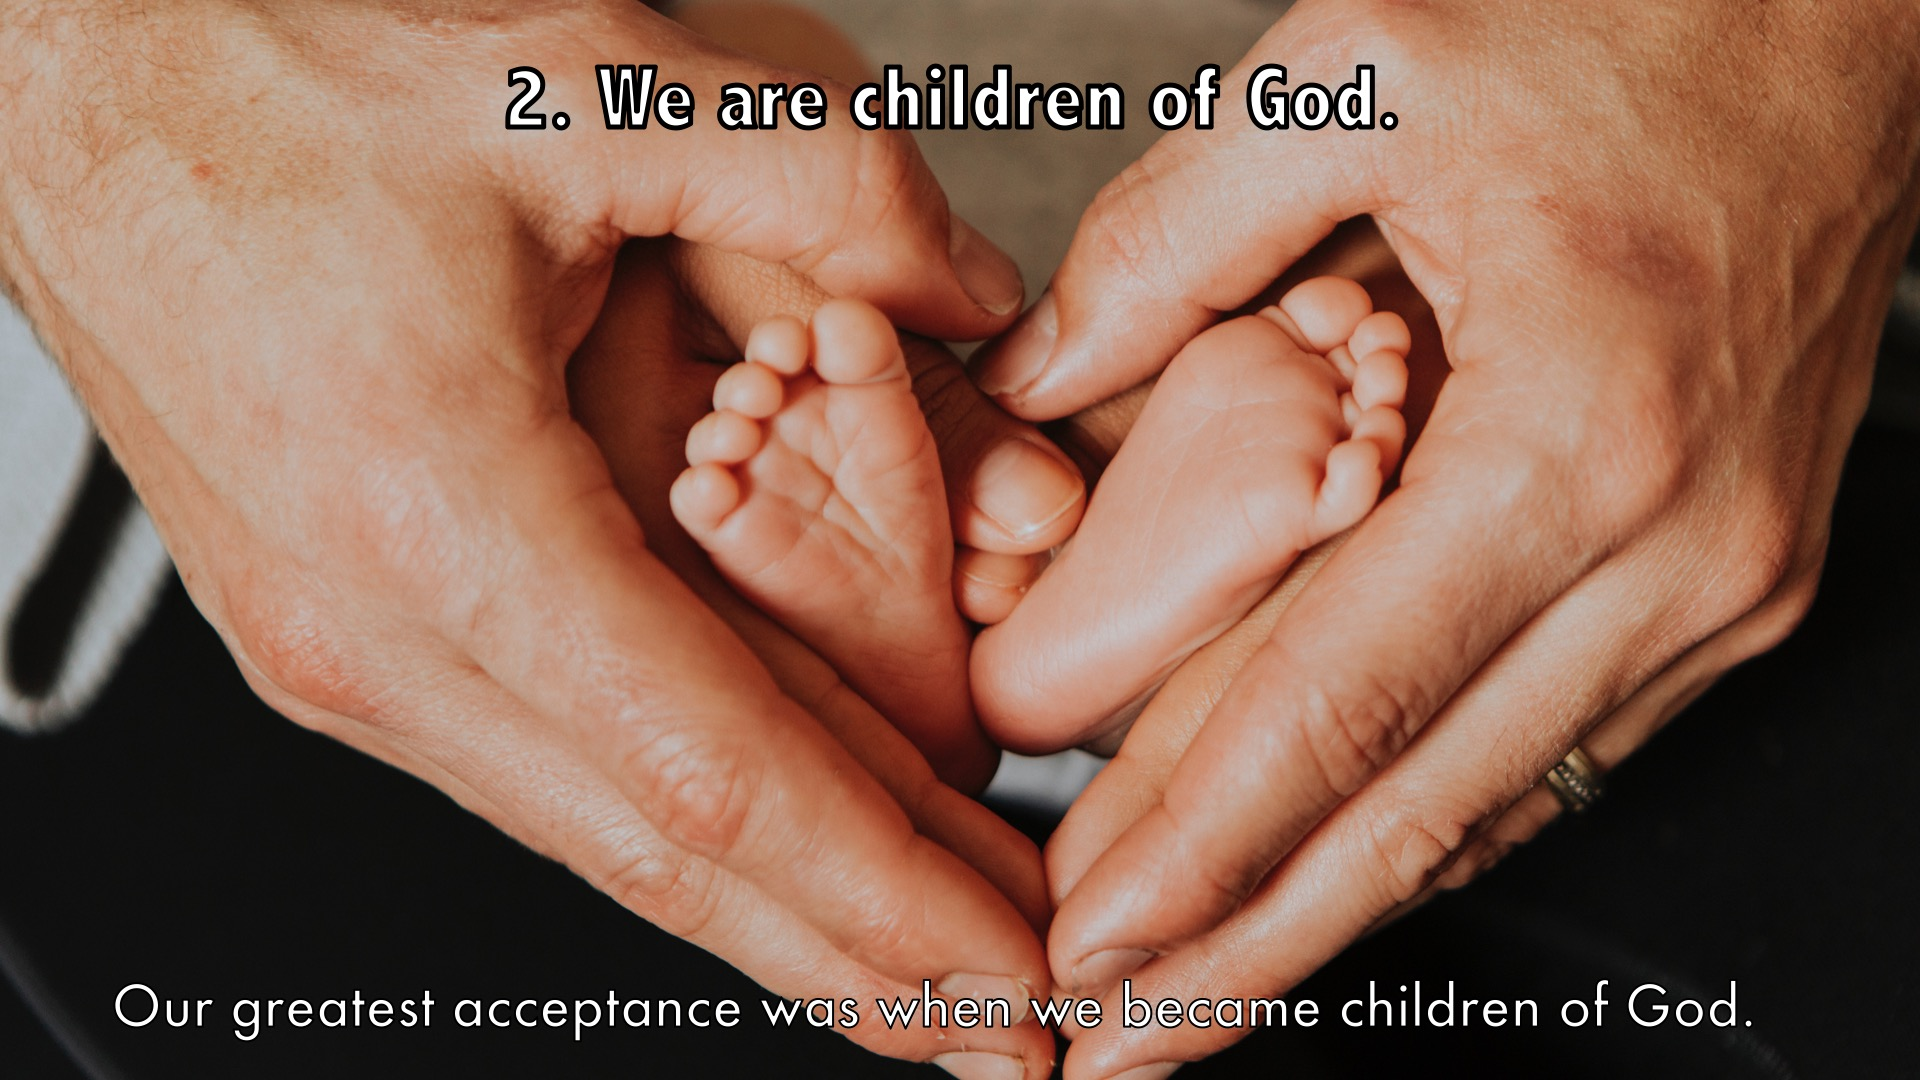 2. We are children of God.
Our greatest acceptance was when we became children of God.